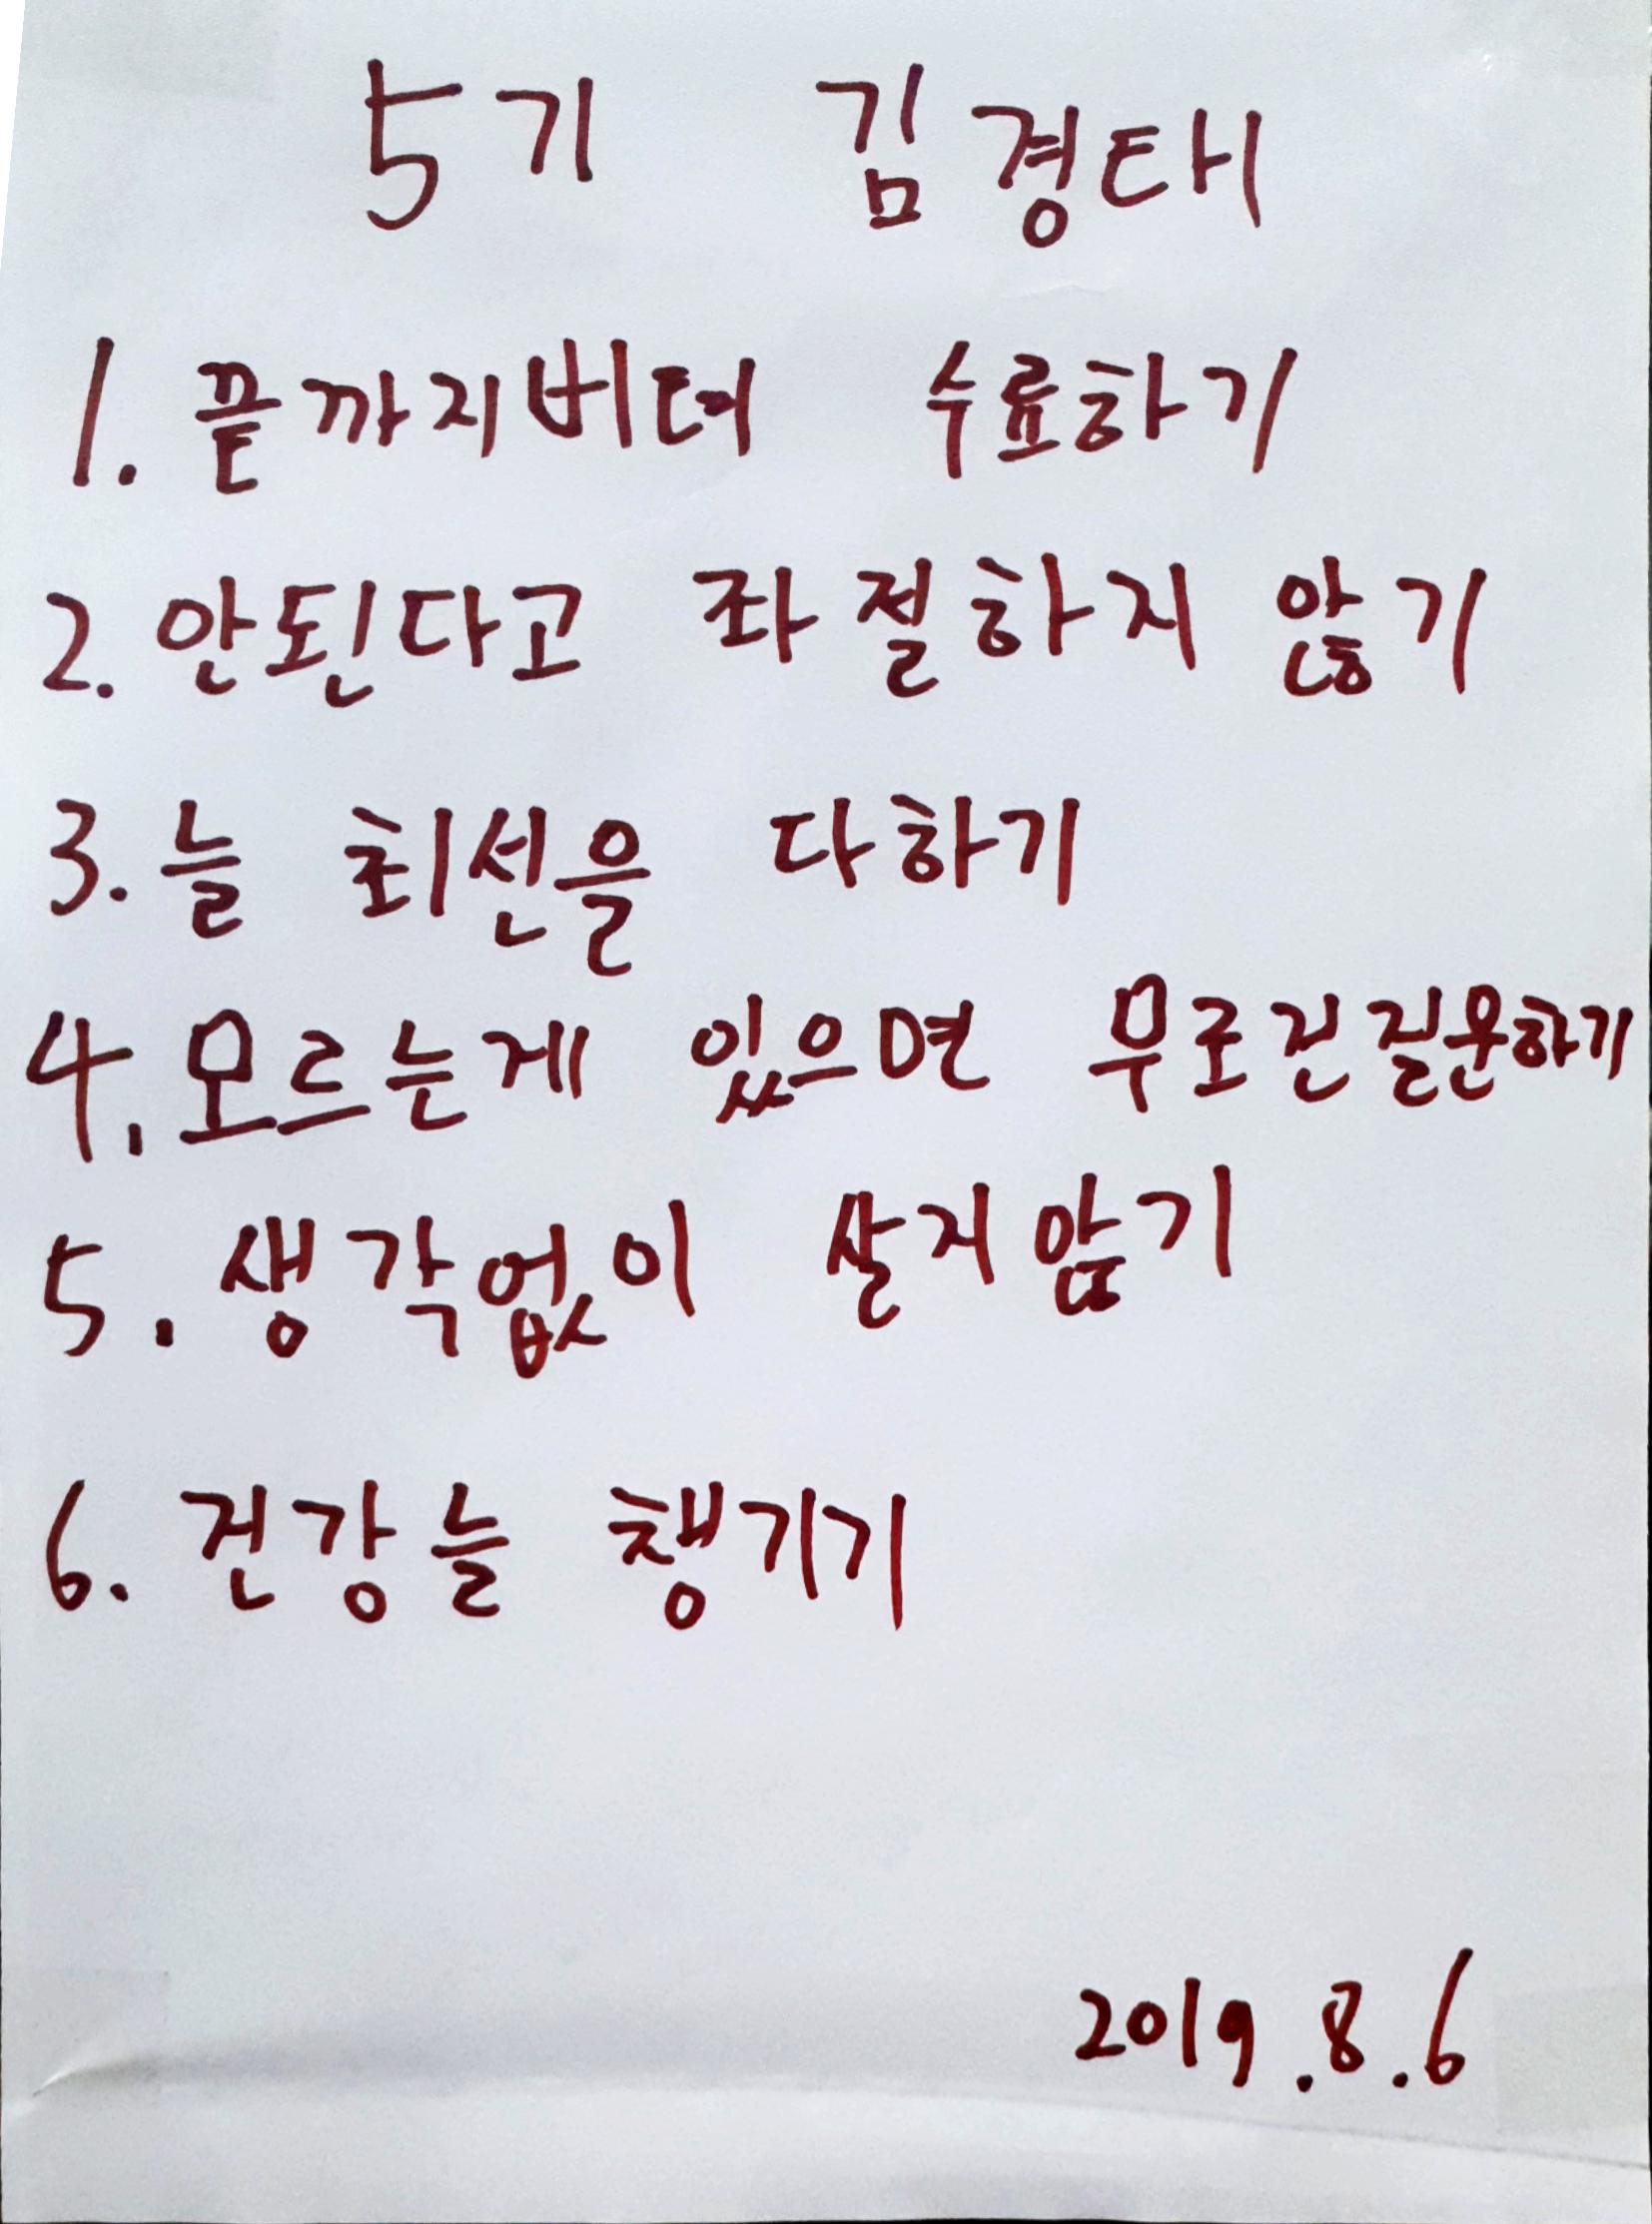 5기 김경태
1. 끝까지버텨 수료하기
2. 안된다고 좌절하지 않기
3. 늘 최선을 다하기
4. 모르는게 있으면 무조건질문하기
5. 생각없이 살지않기
6. 건강늘 챙기기
2019.8.6